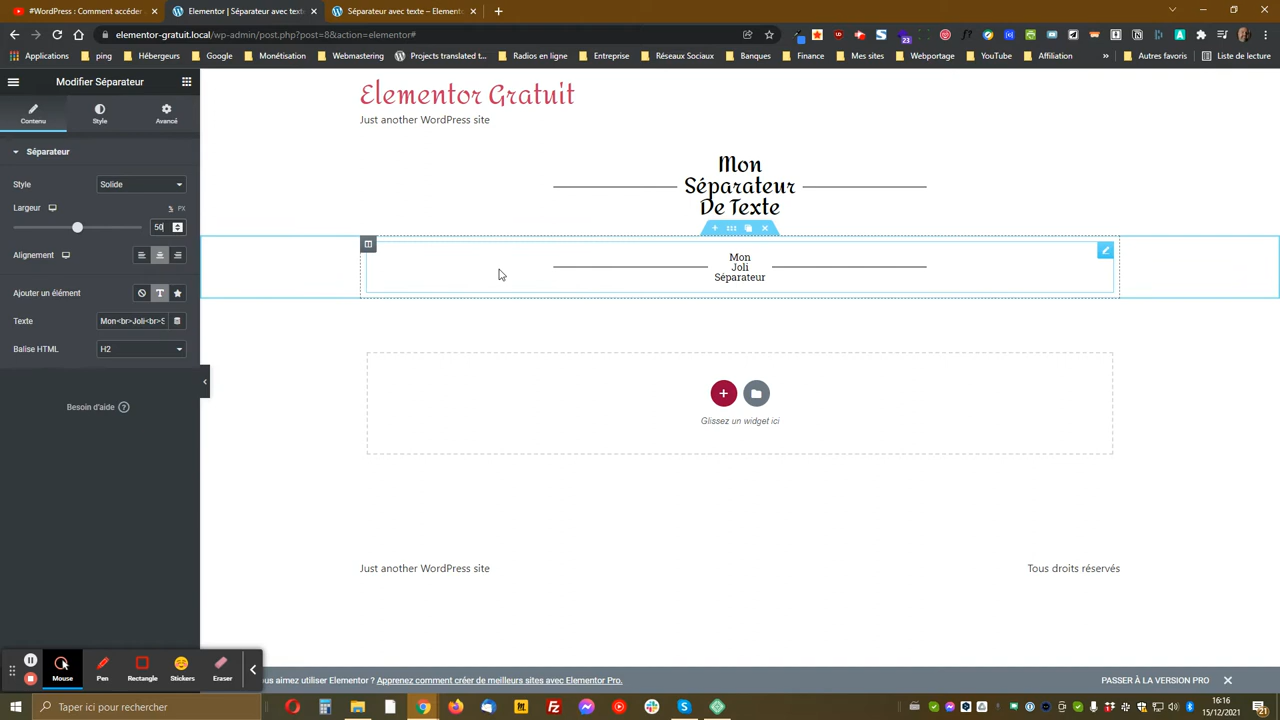 #WordPress : Comment accéder
Elementor | Séparateur avec texte
Séparateur avec texte – Elemento
elementor-gratuit.local/wp-admin/post.php?post=8&action=elementor#
Applications
ping
Hébergeurs
Monétisation
Webmastering
Projects translated t...
Google
Radios en ligne
Entreprise
Réseaux Sociaux
Banques
Finance
Mes sites
Webportage
YouTube
Affiliation
»
Autres favoris
Liste de lecture
Modifier Séparateur
Contenu
Style
Avancé
Séparateur
Style
Solide
Largeur
% PX
50
Alignement
Ajouter un élément
Texte
Mon<br>Joli<br>S
Balise HTML
H2
Besoin d'aide
Elementor Gratuit
Just another WordPress site
Mon
Séparateur
De Texte
Mon
Joli
Séparateur
Glissez un widget ici
Just another WordPress site
Tous droits réservés
us aimez utiliser Elementor ? Apprenez comment créer de meilleurs sites avec Elementor Pro.
PASSER À LA VERSION PRO
Mouse
Pen
Rectangle
Stickers
Eraser
Taper ici pour rechercher
16:16
15/12/2021